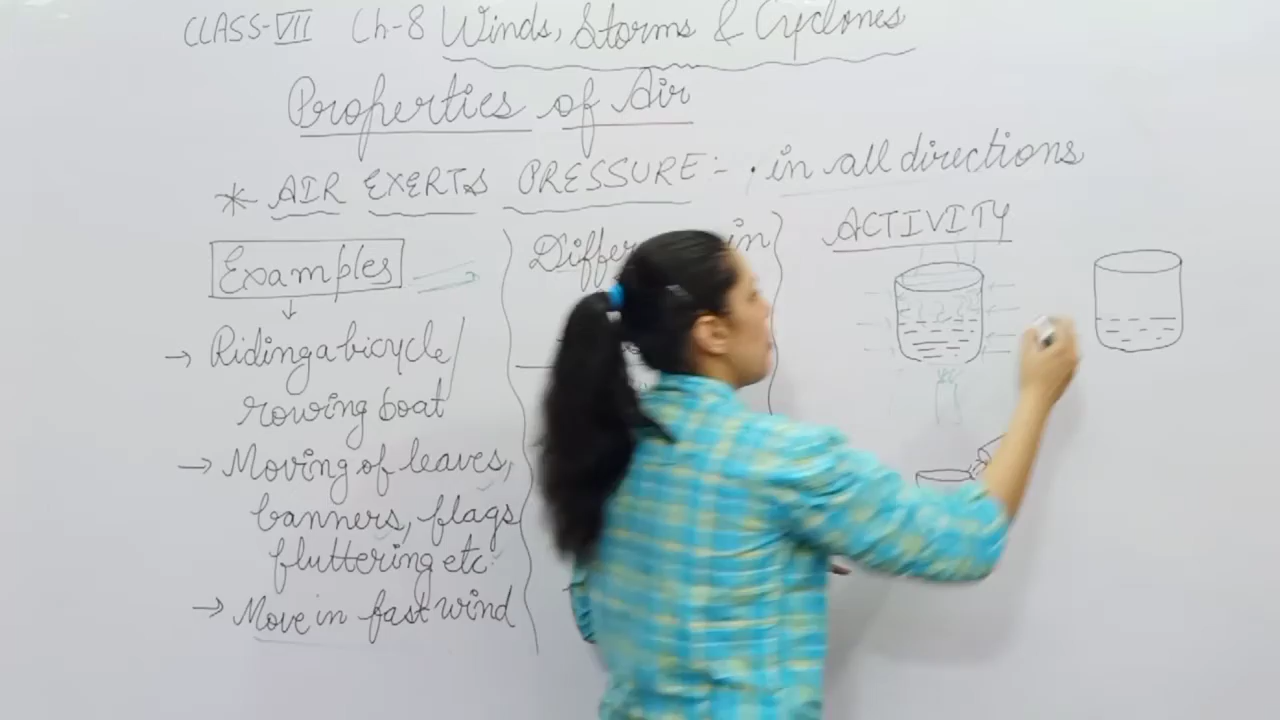 CLASS-VII Ch-8 Winds, Storms & Cyclones
Properties of Air
* AIR EXERTS PRESSURE:- • in all directions
Examples
→ Riding a bicycle/
rowing boat
→ Moving of leaves,
banners, flags
fluttering etc.
→ Move in fast wind
in
ACTIVITY